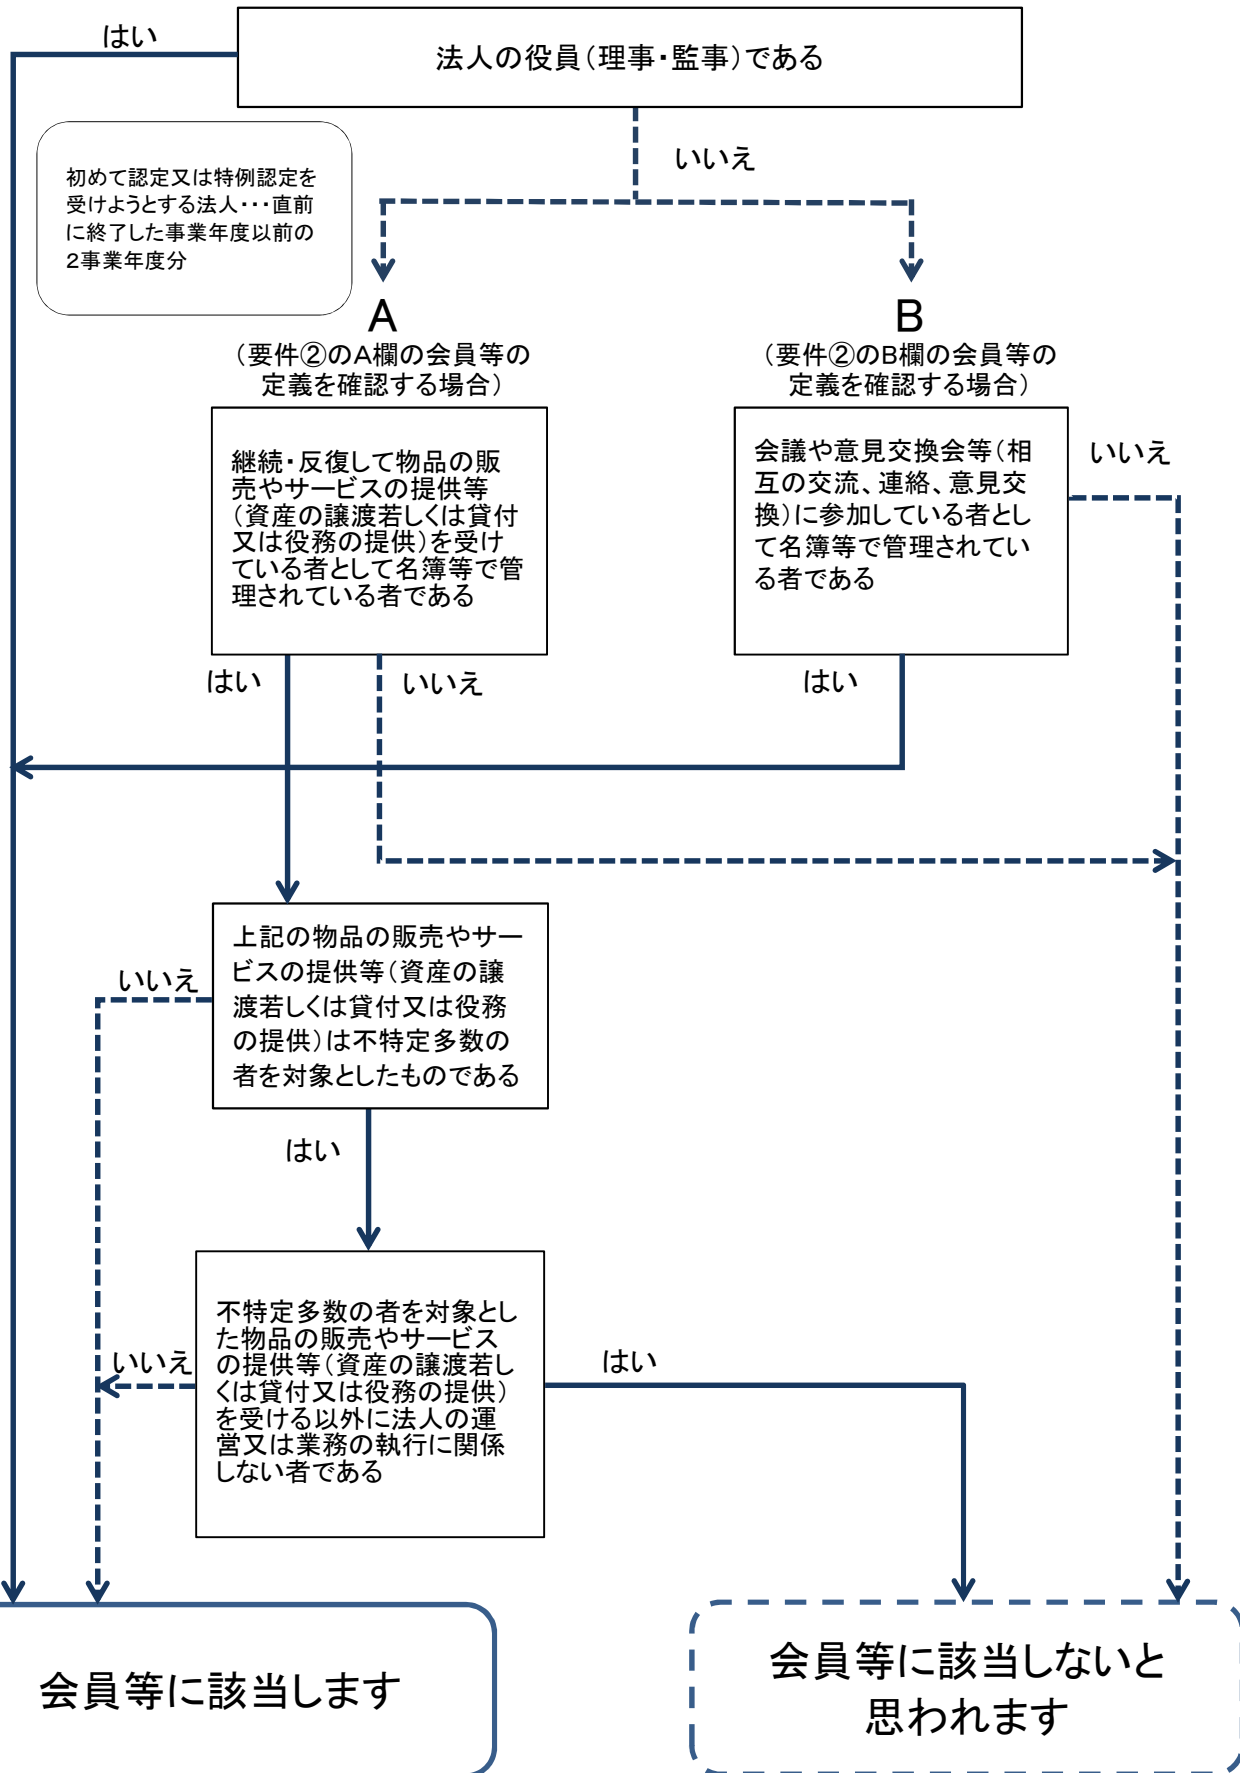 はい
法人の役員（理事・監事）である
いいえ
初めて認定又は特例認定を
受けようとする法人・・・直前
に終了した事業年度以前の
２事業年度分
A
（要件②のA欄の会員等の
定義を確認する場合）
B
（要件②のB欄の会員等の
定義を確認する場合）
継続・反復して物品の販
売やサービスの提供等
（資産の譲渡若しくは貸付
又は役務の提供）を受け
ている者として名簿等で管
理されている者である
会議や意見交換会等（相
互の交流、連絡、意見交
換）に参加している者とし
て名簿等で管理されてい
る者である
いいえ
はい
いいえ
はい
上記の物品の販売やサー
ビスの提供等（資産の譲
渡若しくは貸付又は役務
の提供）は不特定多数の
者を対象としたものである
いいえ
はい
不特定多数の者を対象とし
た物品の販売やサービス
の提供等（資産の譲渡若し
くは貸付又は役務の提供）
を受ける以外に法人の運
営又は業務の執行に関係
しない者である
いいえ
はい
会員等に該当します
会員等に該当しないと
思われます